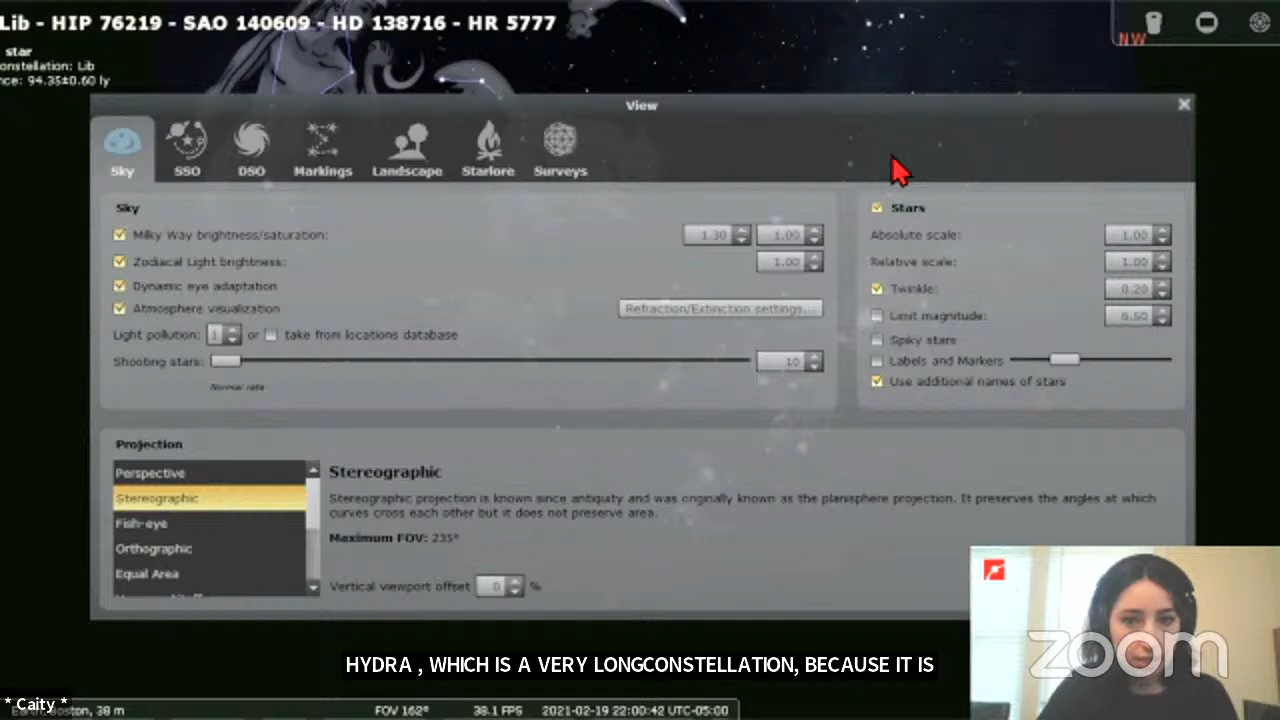 Lib - HIP 76219 - SAO 140609 - HD 138716 - HR 5777
star
onstellation: Lib
nce: 94.35±0.60 ly
NW
View
Sky SSO DSO Markings Landscape Starlore Surveys
Sky
Milky Way brightness/saturation: 1.30 1.00
Zodiacal Light brightness: 1.00
Dynamic eye adaptation
Atmosphere visualization Refraction/Extinction settings...
Light pollution: 1 or take from locations database
Shooting stars: 10
Normal rate
Stars
Absolute scale: 1.00
Relative scale: 1.00
Twinkle: 0.20
Limit magnitude: 6.50
Spiky stars
Labels and Markers
Use additional names of stars
Projection
Perspective
Stereographic
Fish-eye
Orthographic
Equal Area
Stereographic
Stereographic projection is known since antiquity and was originally known as the planisphere projection. It preserves the angles at which
curves cross each other but it does not preserve area.
Maximum FOV: 235°
Vertical viewport offset 0 %
zoom
HYDRA , WHICH IS A VERY LONGCONSTELLATION, BECAUSE IT IS
* Caity *
Boston, 38 m FOV 162° 38.1 FPS 2021-02-19 22:00:42 UTC-05:00